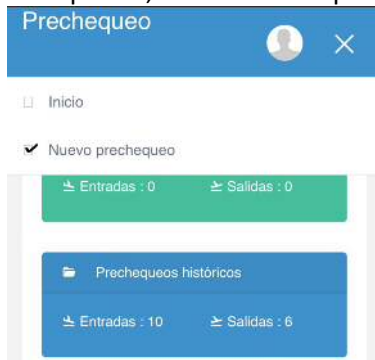 Prechequeo
Inicio
Nuevo prechequeo
Entradas : 0 Salidas : 0
Prechequeos históricos
Entradas : 10 Salidas : 6